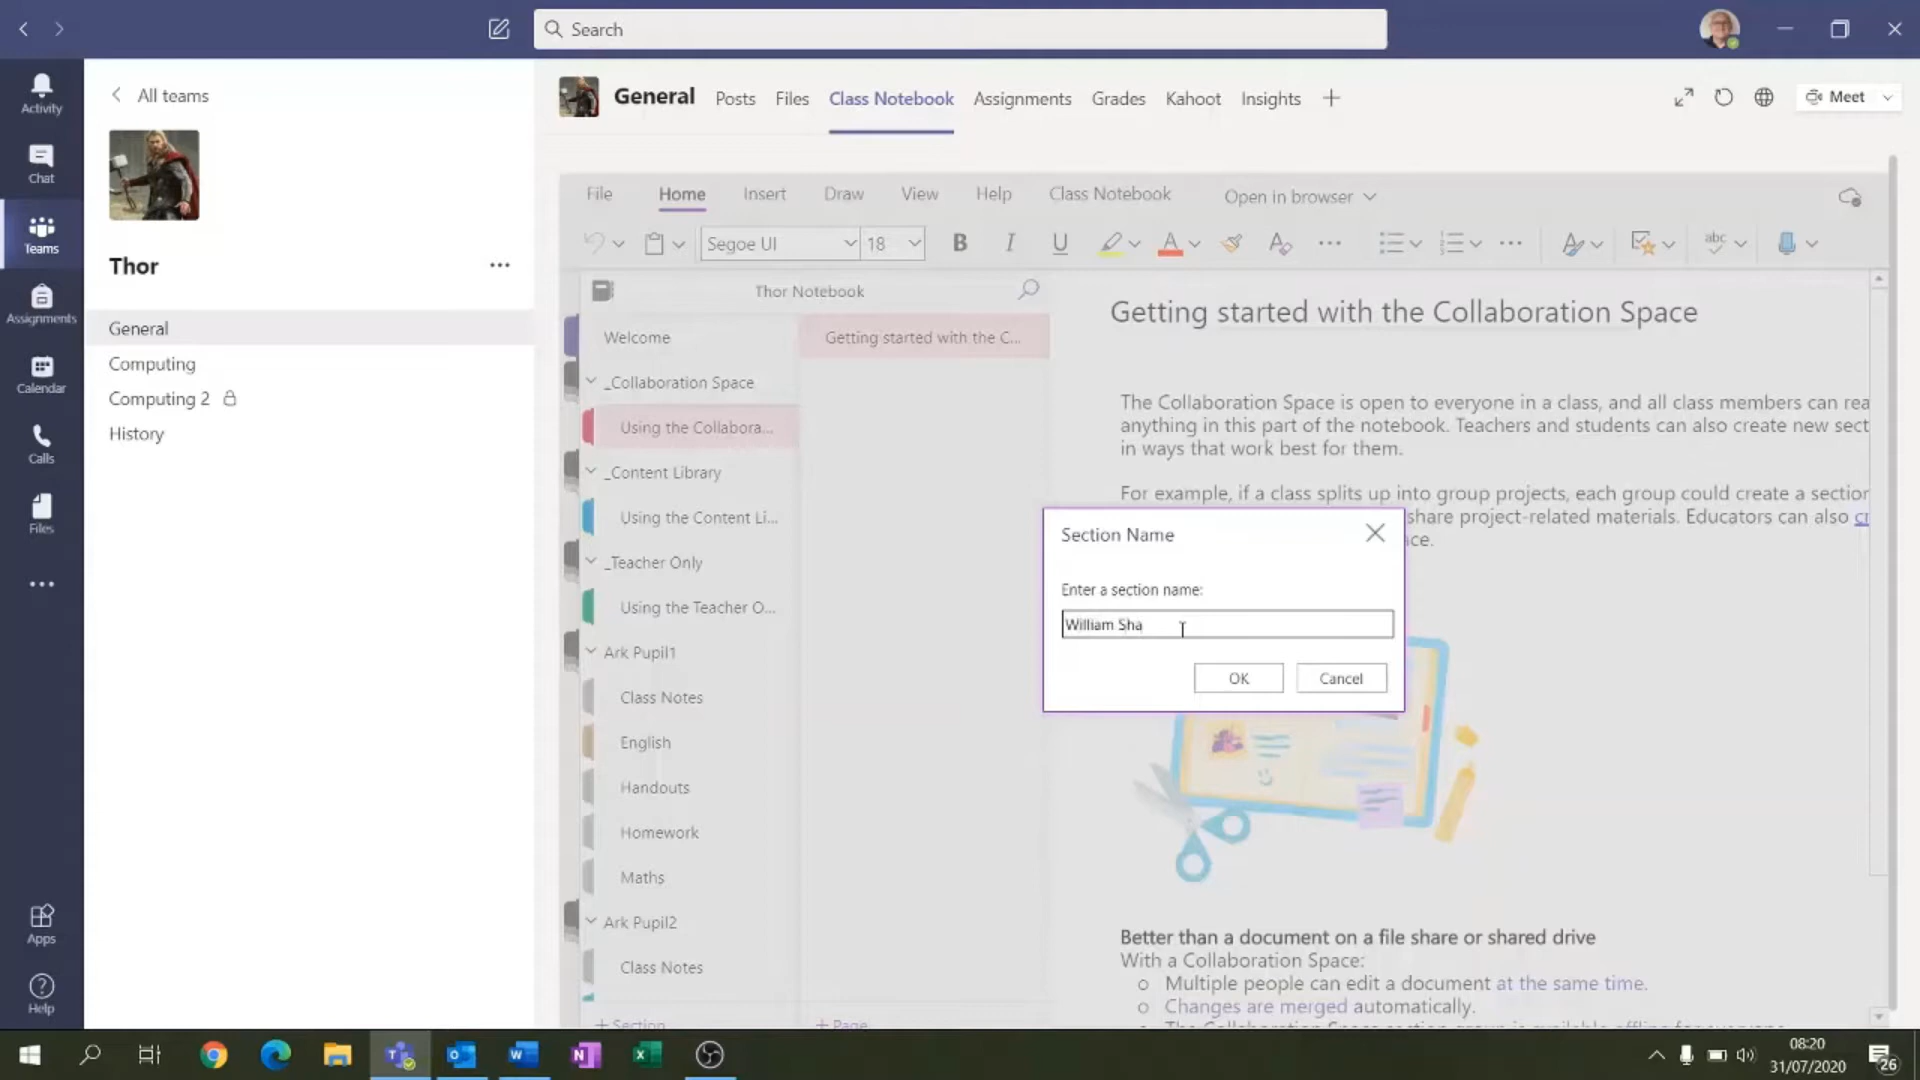 Search
Activity
Chat
Teams
Assignments
Calendar
Calls
Files
Apps
Help
All teams
Thor
General
Computing
Computing 2
History
General Posts Files Class Notebook Assignments Grades Kahoot Insights
Meet
File Home Insert Draw View Help Class Notebook Open in browser
Segoe UI 18 B I U A A abc
Thor Notebook
Welcome
_Collaboration Space
Using the Collabora...
_Content Library
Using the Content Li...
_Teacher Only
Using the Teacher O...
Ark Pupil1
Class Notes
English
Handouts
Homework
Maths
Ark Pupil2
Class Notes
+ Section
Getting started with the C...
+ Page
Getting started with the Collaboration Space
The Collaboration Space is open to everyone in a class, and all class members can rea
anything in this part of the notebook. Teachers and students can also create new sect
in ways that work best for them.
For example, if a class splits up into group projects, each group could create a section
share project-related materials. Educators can also cr
ce.
Section Name
Enter a section name:
William Sha
OK Cancel
Better than a document on a file share or shared drive
With a Collaboration Space:
o Multiple people can edit a document at the same time.
o Changes are merged automatically.
08:20
31/07/2020
26